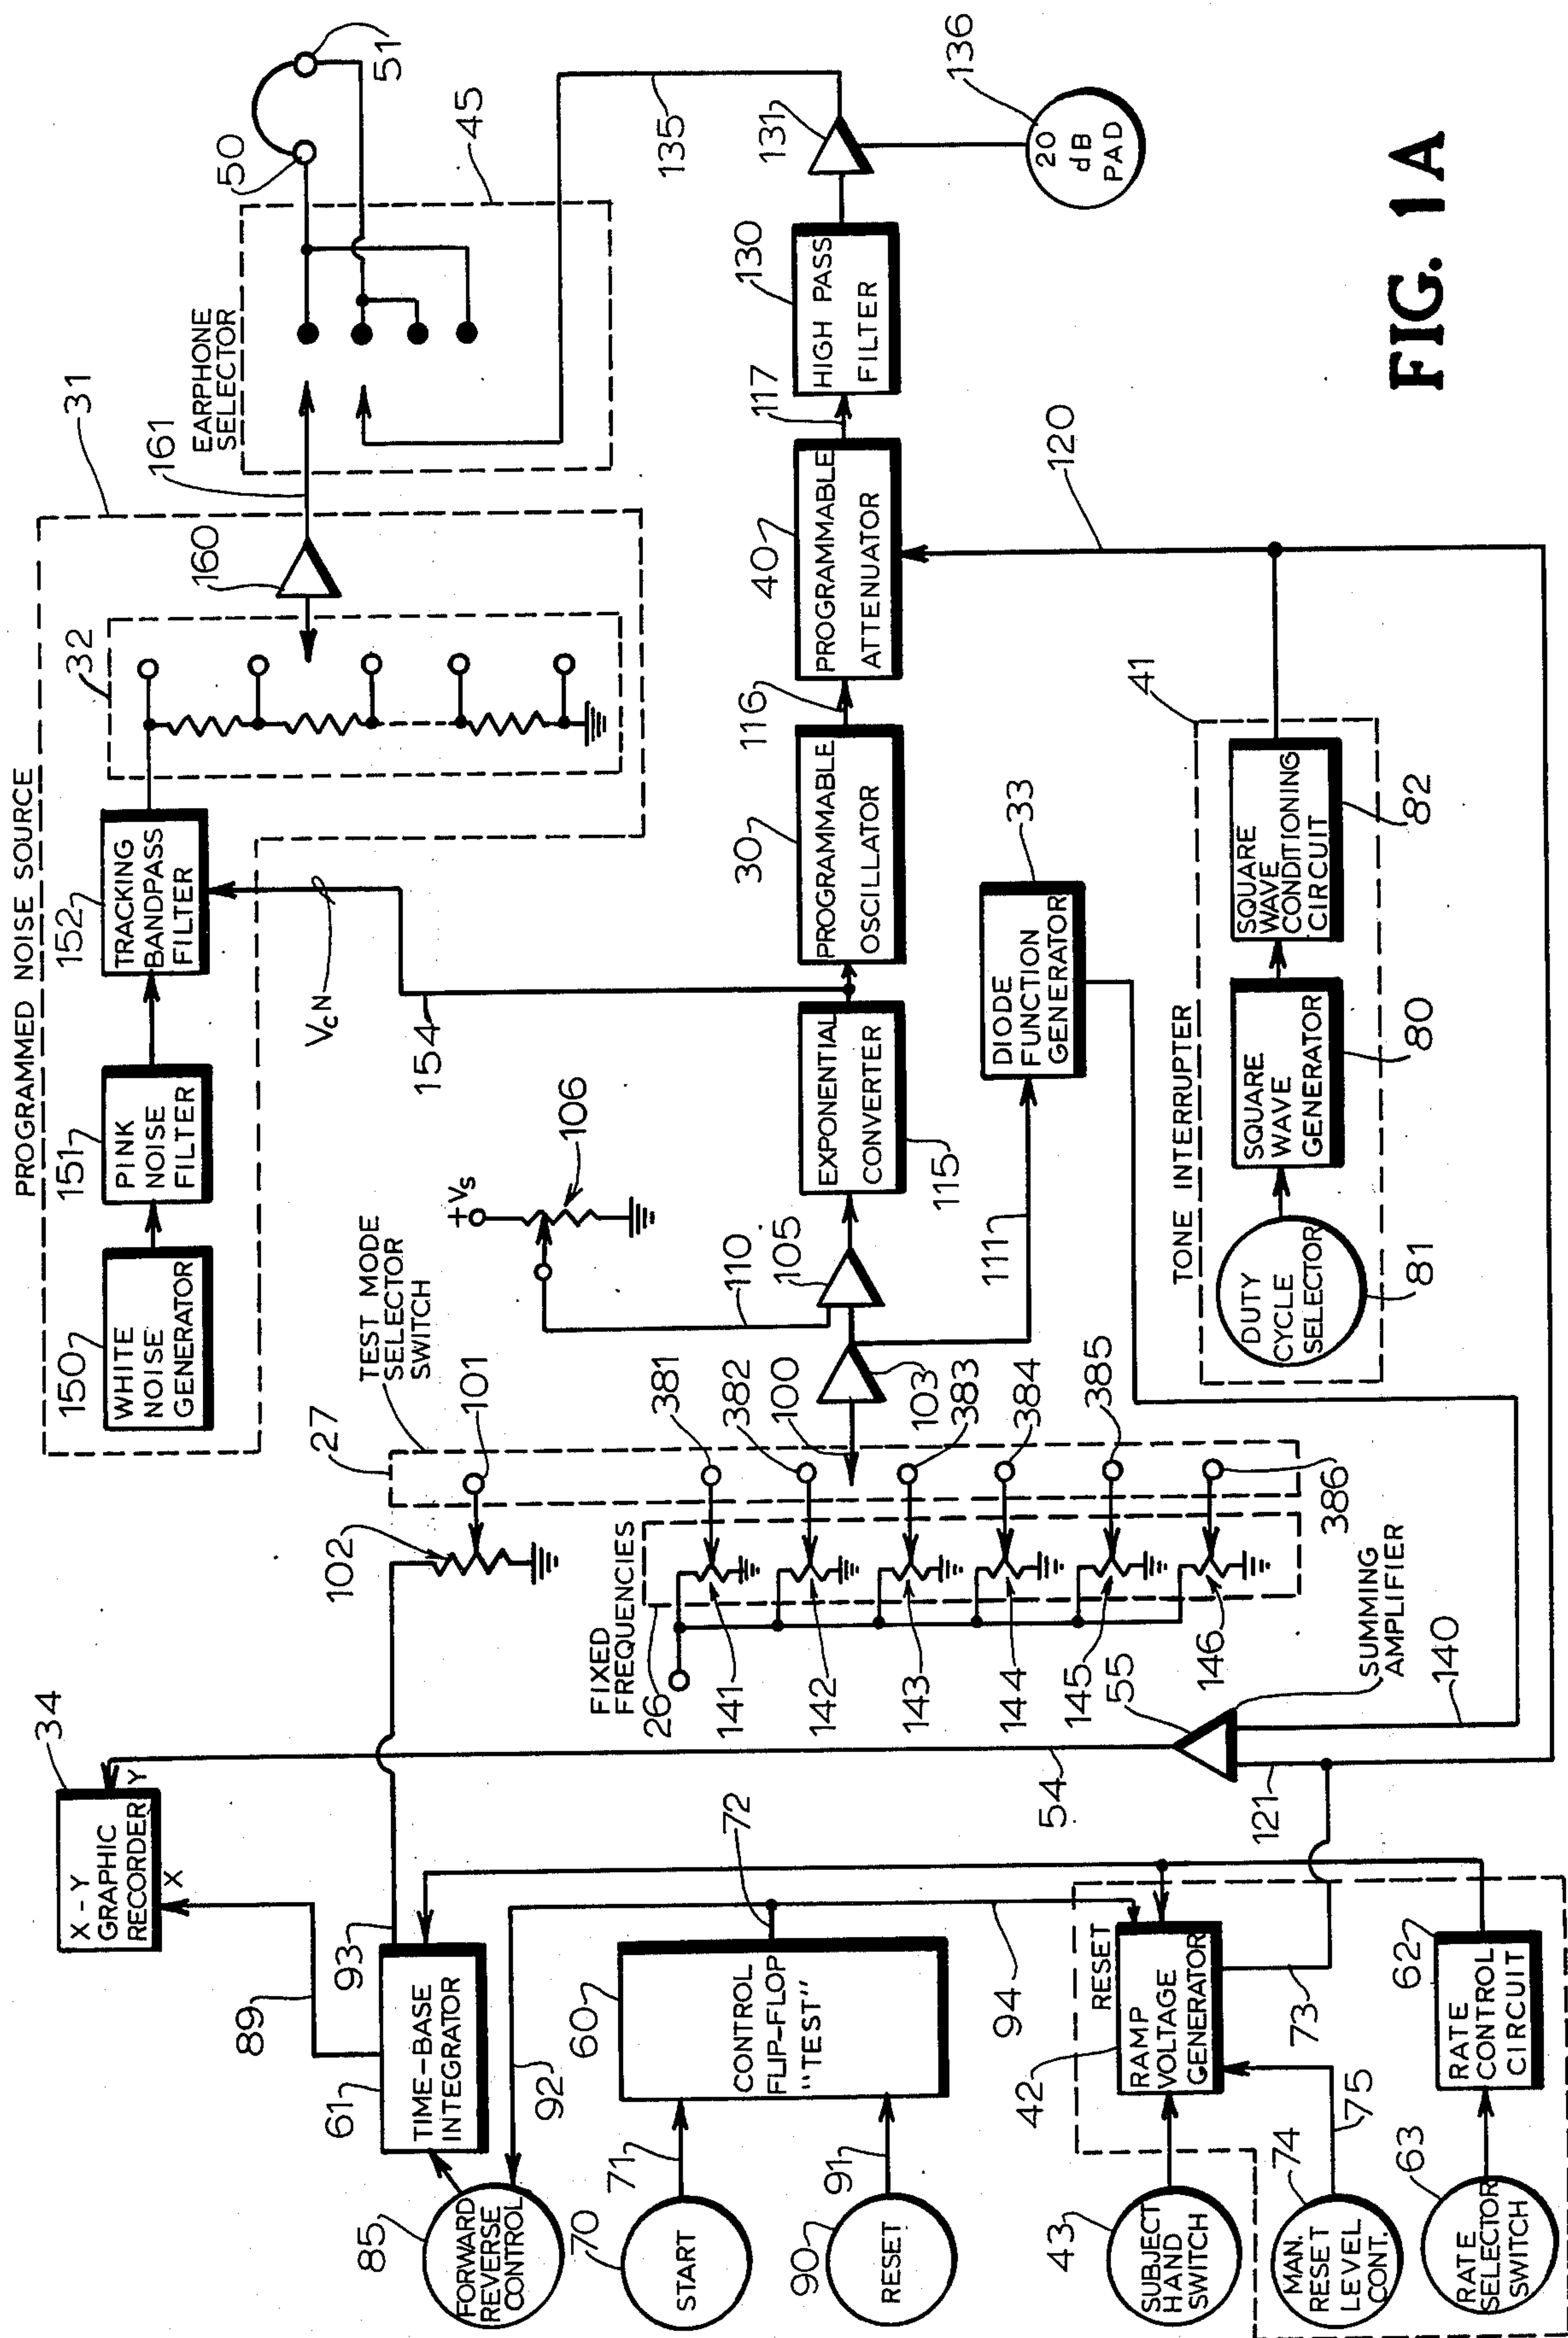 PROGRAMMED NOISE SOURCE
31
150
WHITE
NOISE
GENERATOR
151
PINK
NOISE
FILTER
152
TRACKING
BANDPASS
FILTER
32
160
161
EARPHONE
SELECTOR
50
51
45
VcN
154
135
34
X-Y
GRAPHIC
RECORDER
Y
X
89
93
61
TIME-BASE
INTEGRATOR
85
FORWARD
REVERSE
CONTROL
92
102
27
TEST MODE
SELECTOR
SWITCH
101
+Vs
106
110
105
103
100
111
EXPONENTIAL
CONVERTER
115
30
PROGRAMMABLE
OSCILLATOR
116
40
PROGRAMMABLE
ATTENUATOR
117
130
HIGH PASS
FILTER
131
136
20
dB
PAD
70
START
71
60
CONTROL
FLIP-FLOP
"TEST"
72
90
RESET
91
94
FIXED
FREQUENCIES
26
141
142
143
144
145
146
381
382
383
384
385
386
33
DIODE
FUNCTION
GENERATOR
120
54
55
SUMMING
AMPLIFIER
121
140
43
SUBJECT
HAND
SWITCH
42
RESET
RAMP
VOLTAGE
GENERATOR
73
74
MAN.
RESET
LEVEL
CONT.
75
63
RATE
SELECTOR
SWITCH
62
RATE
CONTROL
CIRCUIT
TONE INTERRUPTER
41
DUTY
CYCLE
SELECTOR
81
SQUARE
WAVE
GENERATOR
80
SQUARE
WAVE
CONDITIONING
CIRCUIT
82
FIG. 1A